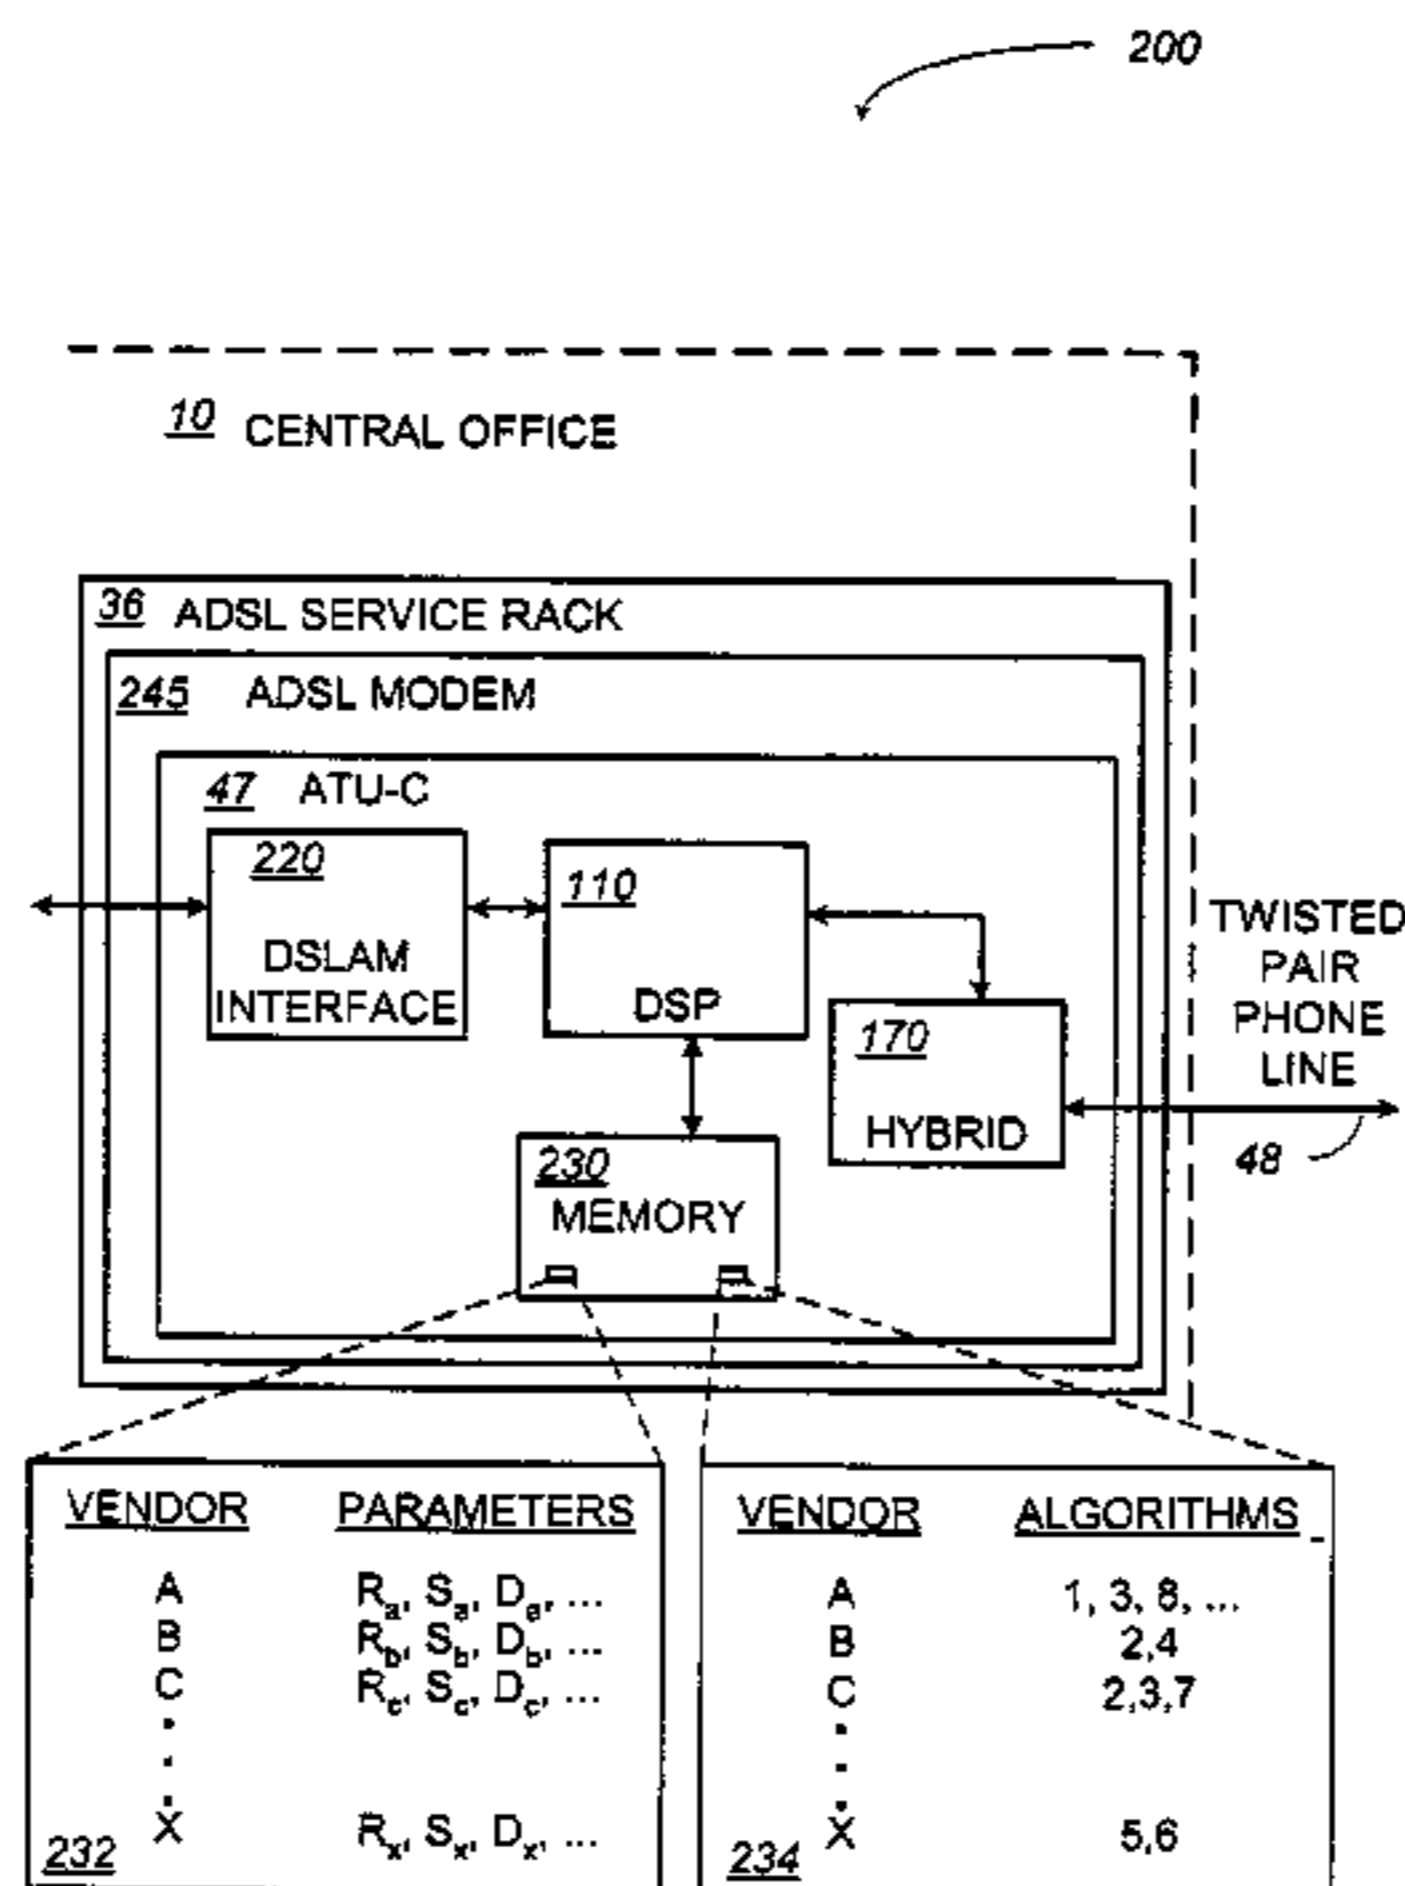 200
10 CENTRAL OFFICE
36 ADSL SERVICE RACK
245 ADSL MODEM
47 ATU-C
220
DSLAM
INTERFACE
110
DSP
170
HYBRID
TWISTED
PAIR
PHONE
LINE
48
230
MEMORY
VENDOR PARAMETERS
A Ra, Sa, Da, ...
B Rb, Sb, Db, ...
C Rc, Sc, Dc, ...
X Rx, Sx, Dx, ...
232
VENDOR ALGORITHMS
A 1, 3, 8, ...
B 2,4
C 2,3,7
X 5,6
234